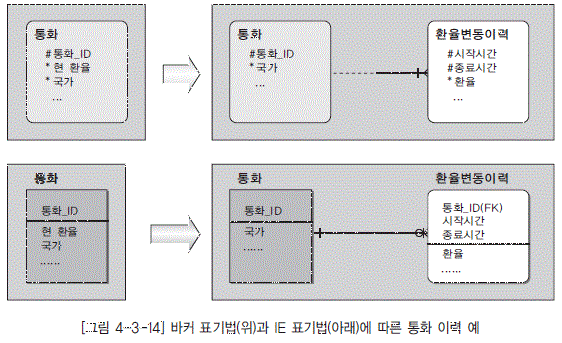 통화
#통화_ID
* 현 환율
* 국가
...
통화
#통화_ID
* 국가
...
환율변동이력
#시작시간
#종료시간
* 환율
...
통화
통화_ID
현 환율
국가
......
통화
통화_ID
국가
......
환율변동이력
통화_ID(FK)
시작시간
종료시간
환율
......
[그림 4-3-14] 바커 표기법(위)과 IE 표기법(아래)에 따른 통화 이력 예